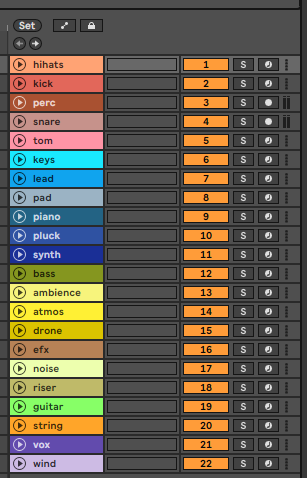 Set
hihats 1 S
kick 2 S
perc 3 S
snare 4 S
tom 5 S
keys 6 S
lead 7 S
pad 8 S
piano 9 S
pluck 10 S
synth 11 S
bass 12 S
ambience 13 S
atmos 14 S
drone 15 S
efx 16 S
noise 17 S
riser 18 S
guitar 19 S
string 20 S
vox 21 S
wind 22 S